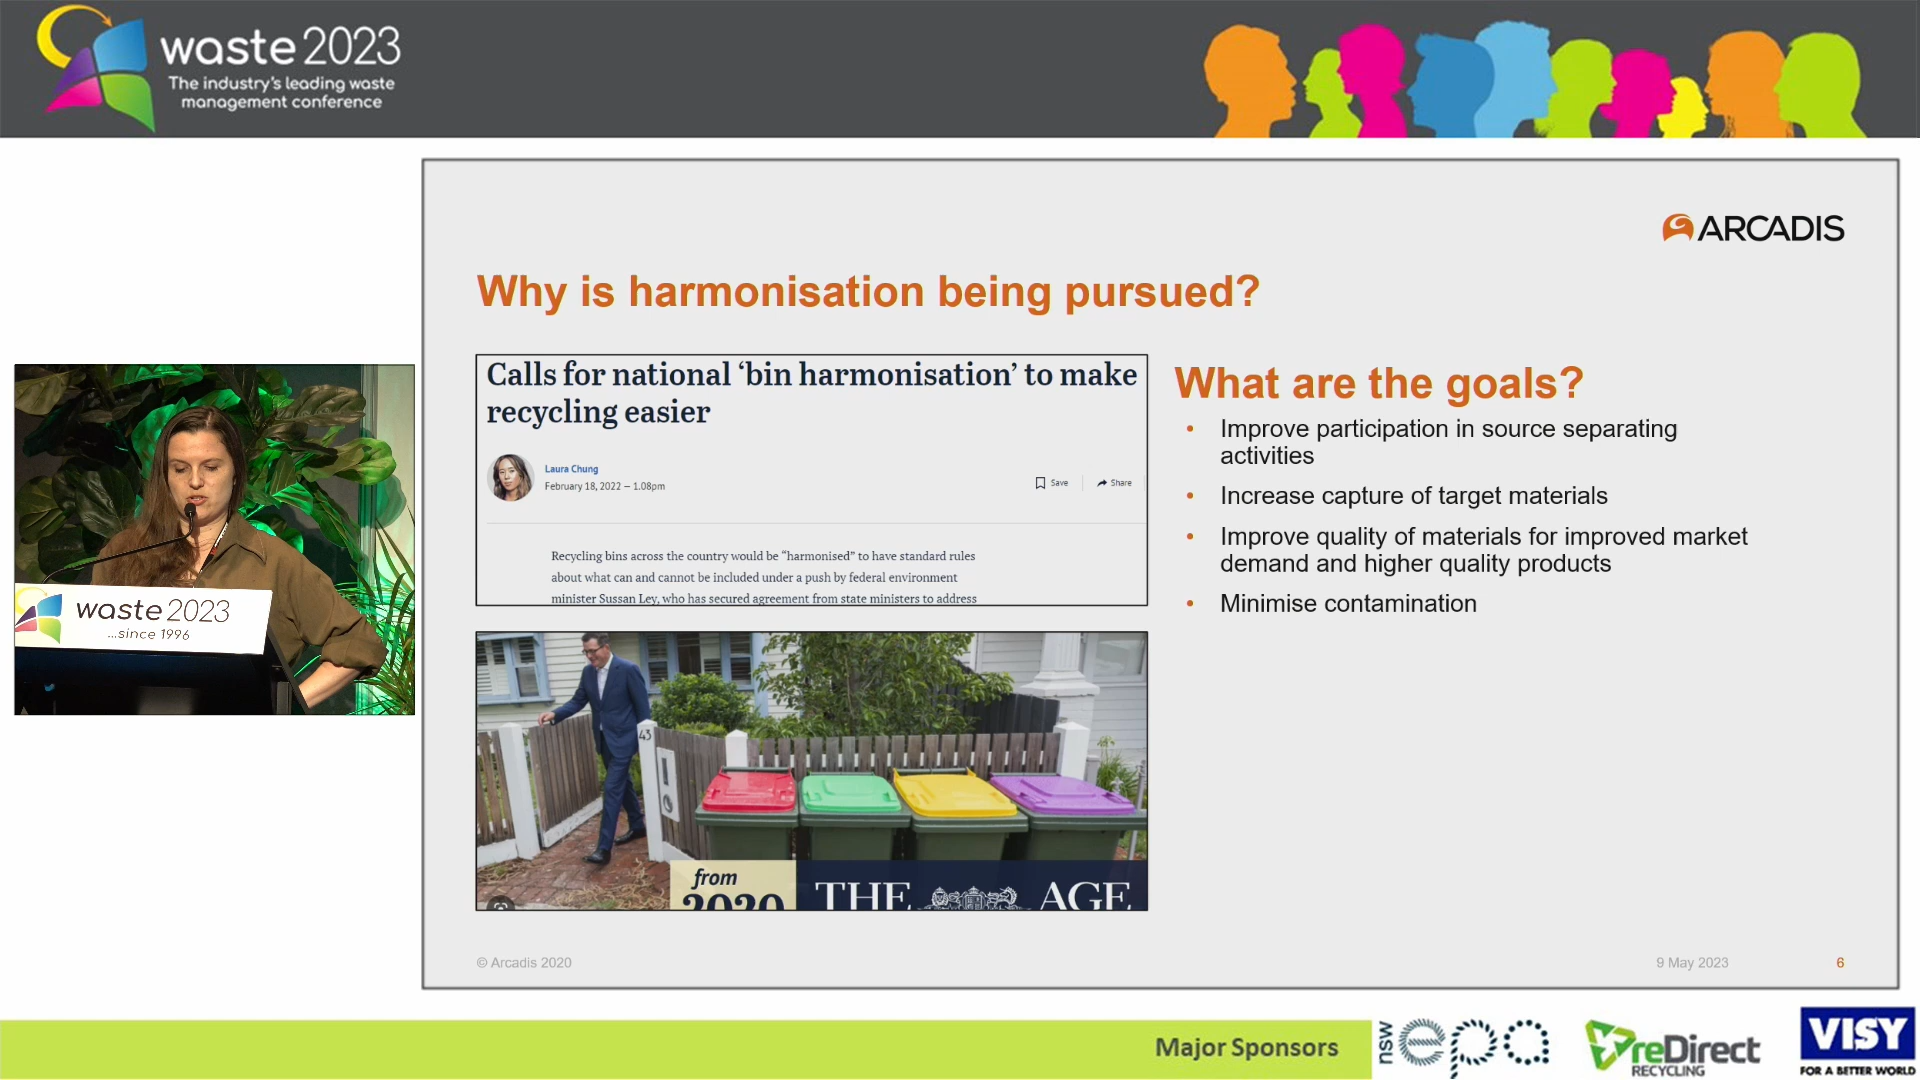 waste 2023
The industry's leading waste
management conference
ARCADIS
Why is harmonisation being pursued?
Calls for national ‘bin harmonisation’ to make
recycling easier
Laura Chung
February 18, 2022 — 1.08pm
Save
Share
Recycling bins across the country would be “harmonised” to have standard rules
about what can and cannot be included under a push by federal environment
minister Sussan Ley, who has secured agreement from state ministers to address
What are the goals?
• Improve participation in source separating
activities
• Increase capture of target materials
• Improve quality of materials for improved market
demand and higher quality products
• Minimise contamination
waste 2023
...since 1996
43
from
2020
THE AGE
© Arcadis 2020
9 May 2023
6
Major Sponsors
nsw epa
reDirect
RECYCLING
VISY
FOR A BETTER WORLD